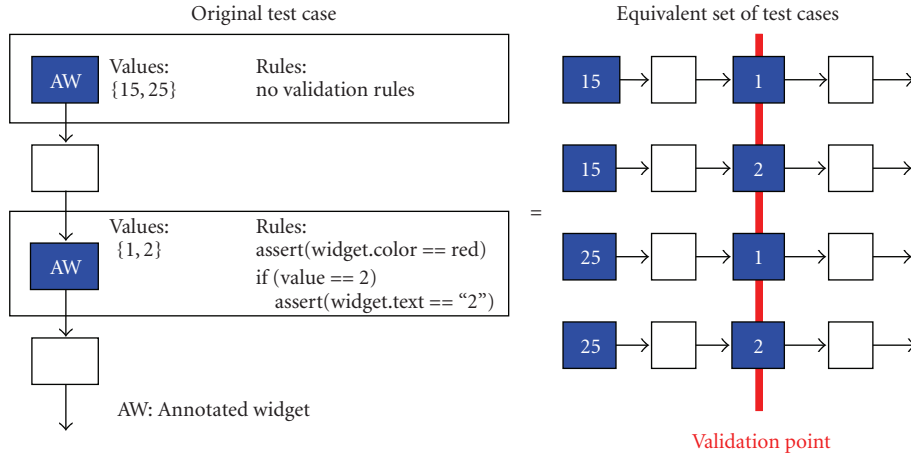 Original test case
AW
Values:
{15, 25}
Rules:
no validation rules
AW
Values:
{1, 2}
Rules:
assert(widget.color == red)
if (value == 2)
assert(widget.text == “2”)
AW: Annotated widget
=
Equivalent set of test cases
15 1
15 2
25 1
25 2
Validation point